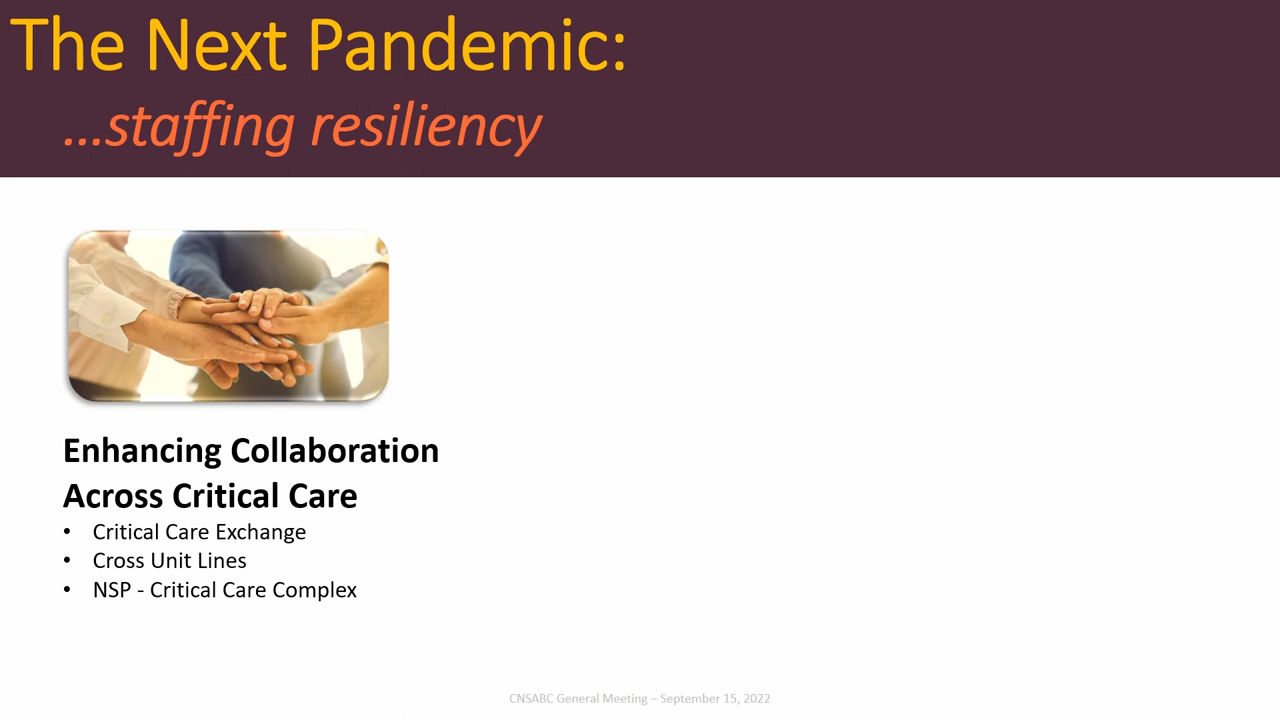 The Next Pandemic:
...staffing resiliency
Enhancing Collaboration
Across Critical Care
• Critical Care Exchange
• Cross Unit Lines
• NSP - Critical Care Complex
CNSABC General Meeting – September 15, 2022